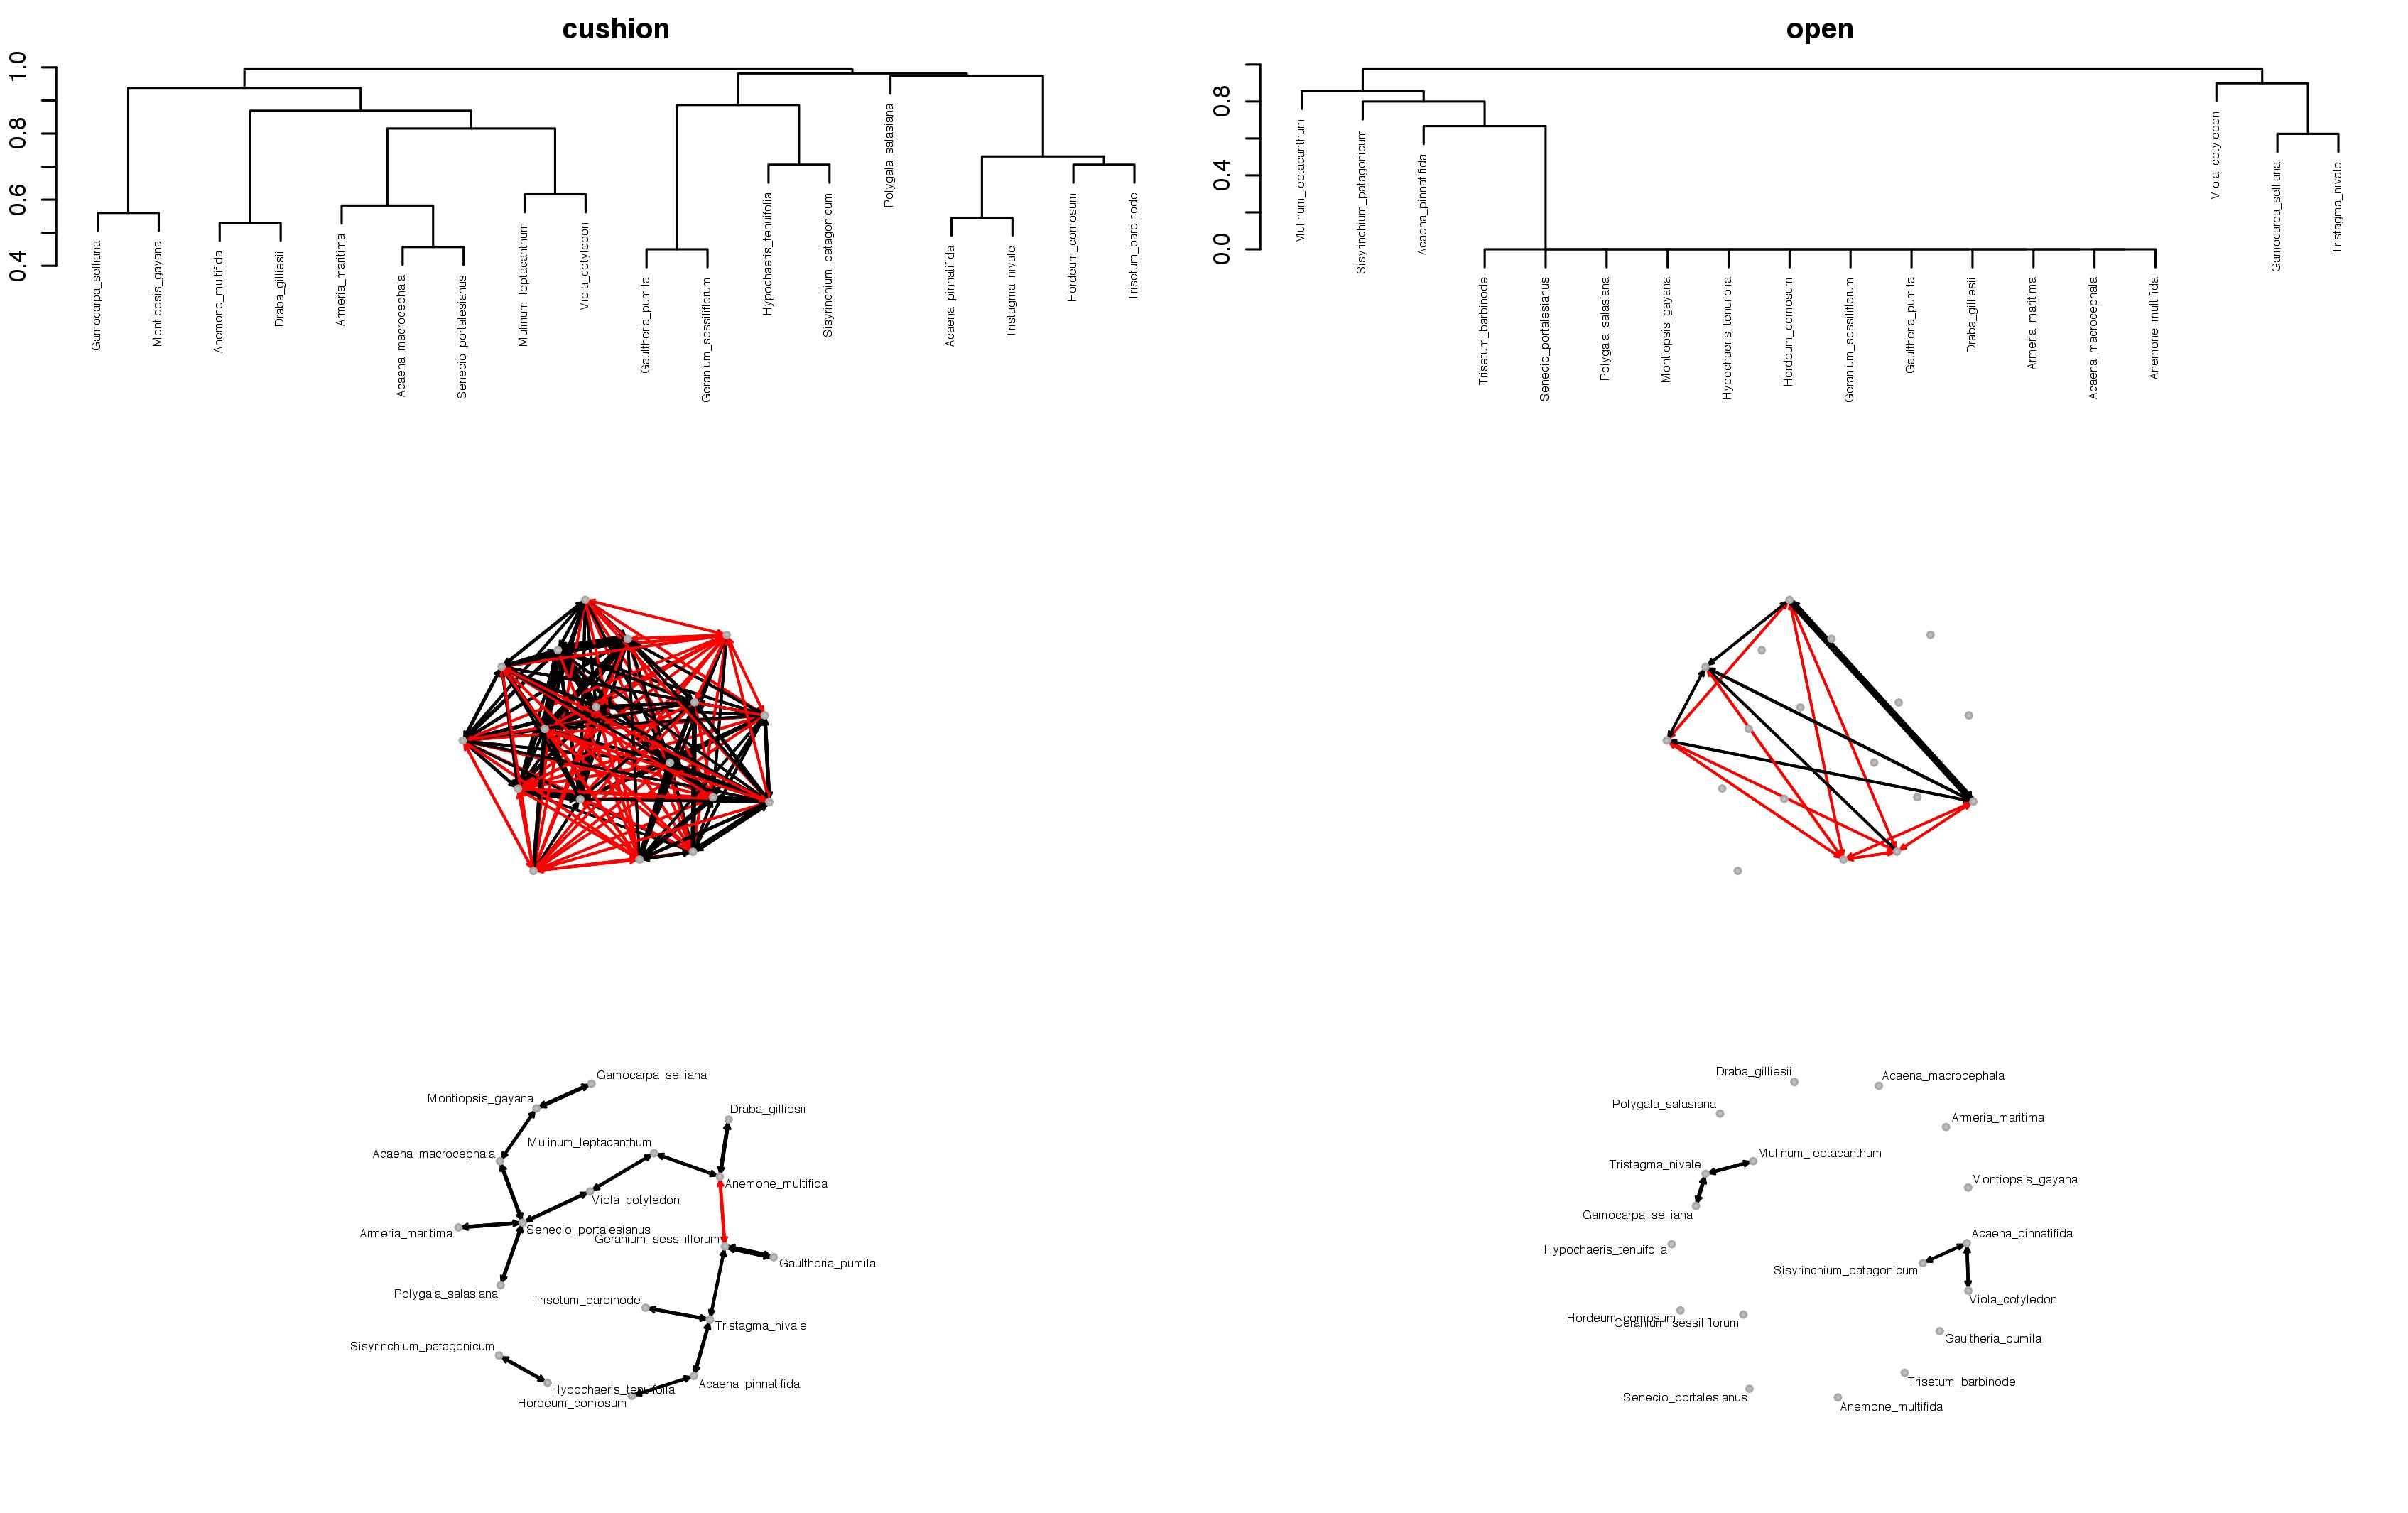 cushion
open
1.0
0.8
0.6
0.4
0.8
0.4
0.0
Gamocarpa_selliana
Montiopsis_gayana
Anemone_multifida
Draba_gilliesii
Armeria_maritima
Acaena_macrocephala
Senecio_portalesianus
Mulinum_leptacanthum
Viola_cotyledon
Gaultheria_pumila
Geranium_sessiliflorum
Hypochaeris_tenuifolia
Sisyrinchium_patagonicum
Polygala_salasiana
Acaena_pinnatifida
Tristagma_nivale
Hordeum_comosum
Trisetum_barbinode
Mulinum_leptacanthum
Sisyrinchium_patagonicum
Acaena_pinnatifida
Trisetum_barbinode
Senecio_portalesianus
Polygala_salasiana
Montiopsis_gayana
Hypochaeris_tenuifolia
Hordeum_comosum
Geranium_sessiliflorum
Gaultheria_pumila
Draba_gilliesii
Armeria_maritima
Acaena_macrocephala
Anemone_multifida
Viola_cotyledon
Gamocarpa_selliana
Tristagma_nivale
Gamocarpa_selliana
Montiopsis_gayana
Draba_gilliesii
Mulinum_leptacanthum
Acaena_macrocephala
Anemone_multifida
Viola_cotyledon
Armeria_maritima
Senecio_portalesianus
Geranium_sessiliflorum
Gaultheria_pumila
Polygala_salasiana
Trisetum_barbinode
Tristagma_nivale
Sisyrinchium_patagonicum
Acaena_pinnatifida
Hypochaeris_tenuifolia
Hordeum_comosum
Draba_gilliesii
Acaena_macrocephala
Polygala_salasiana
Armeria_maritima
Mulinum_leptacanthum
Tristagma_nivale
Montiopsis_gayana
Gamocarpa_selliana
Acaena_pinnatifida
Hypochaeris_tenuifolia
Sisyrinchium_patagonicum
Viola_cotyledon
Hordeum_comosum
Geranium_sessiliflorum
Gaultheria_pumila
Trisetum_barbinode
Senecio_portalesianus
Anemone_multifida